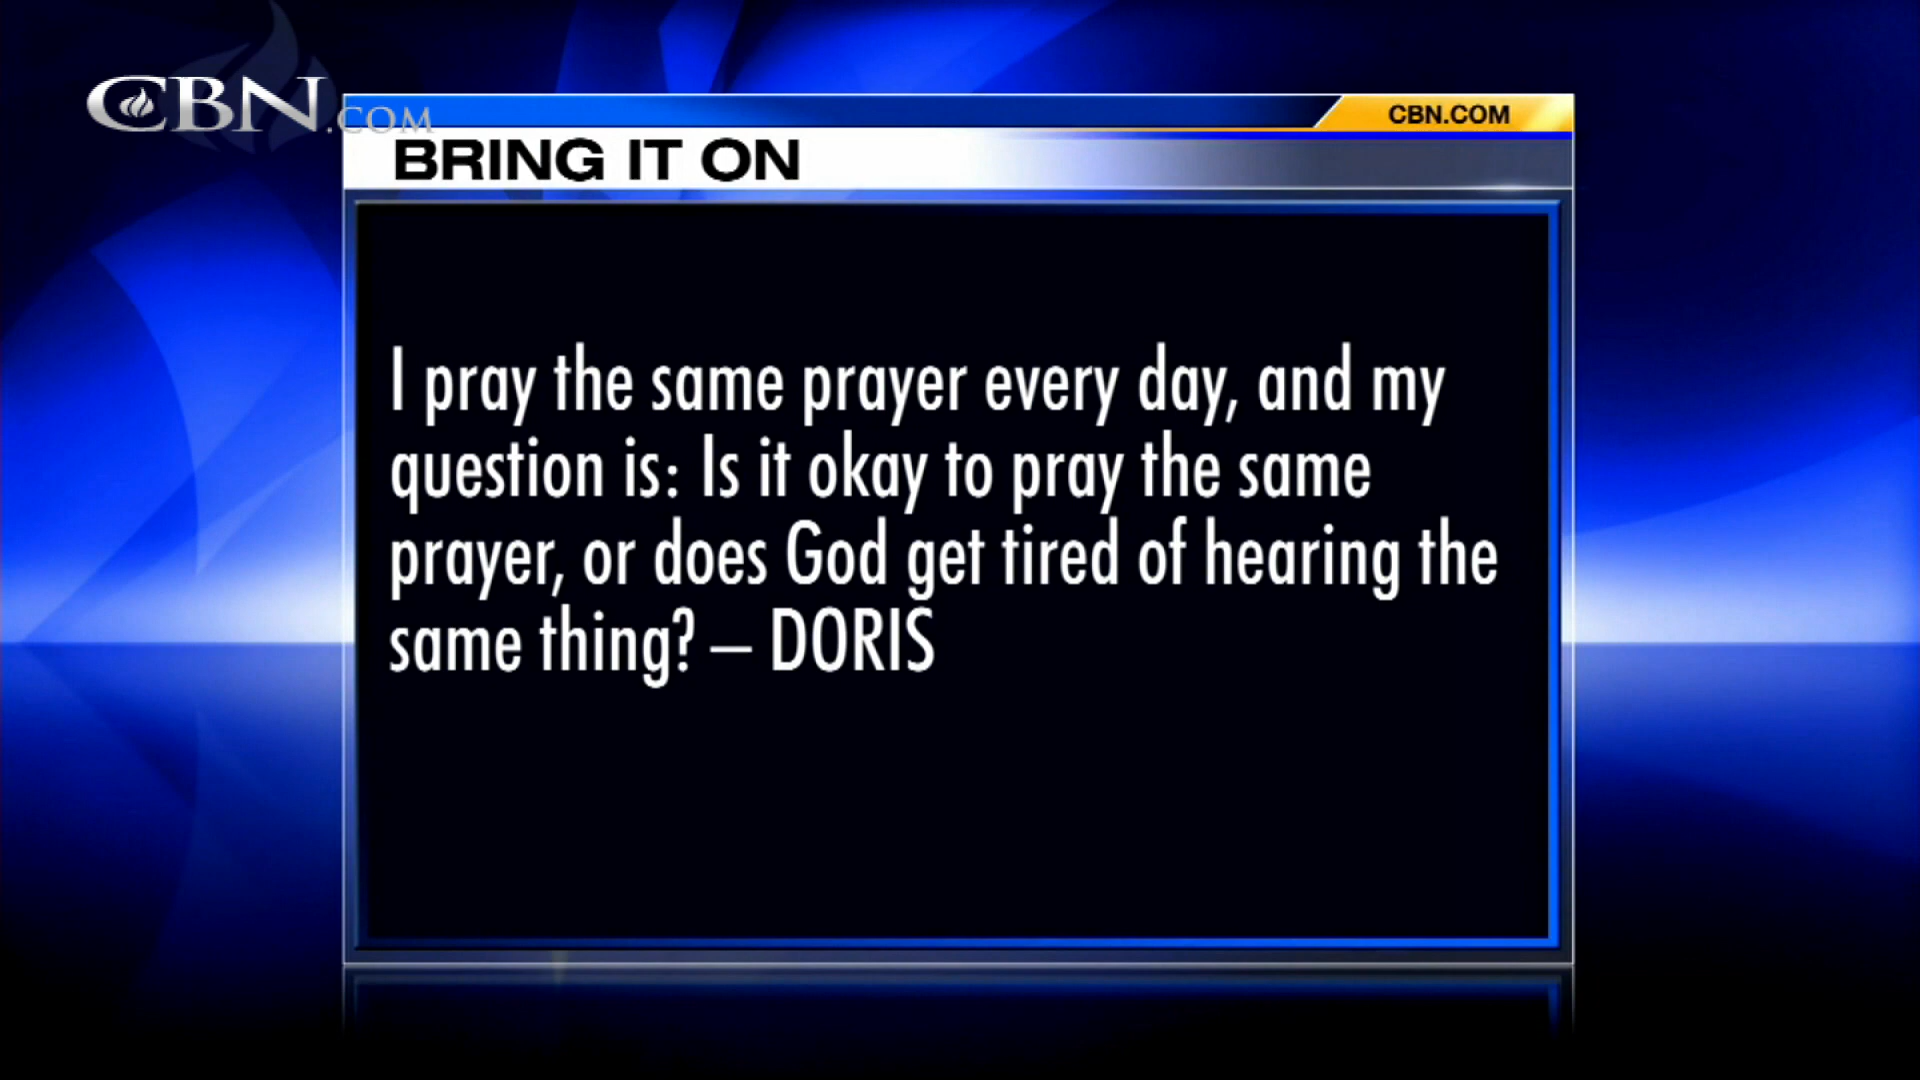 CBN.COM
CBN.COM
BRING IT ON
I pray the same prayer every day, and my
question is: Is it okay to pray the same
prayer, or does God get tired of hearing the
same thing? – DORIS